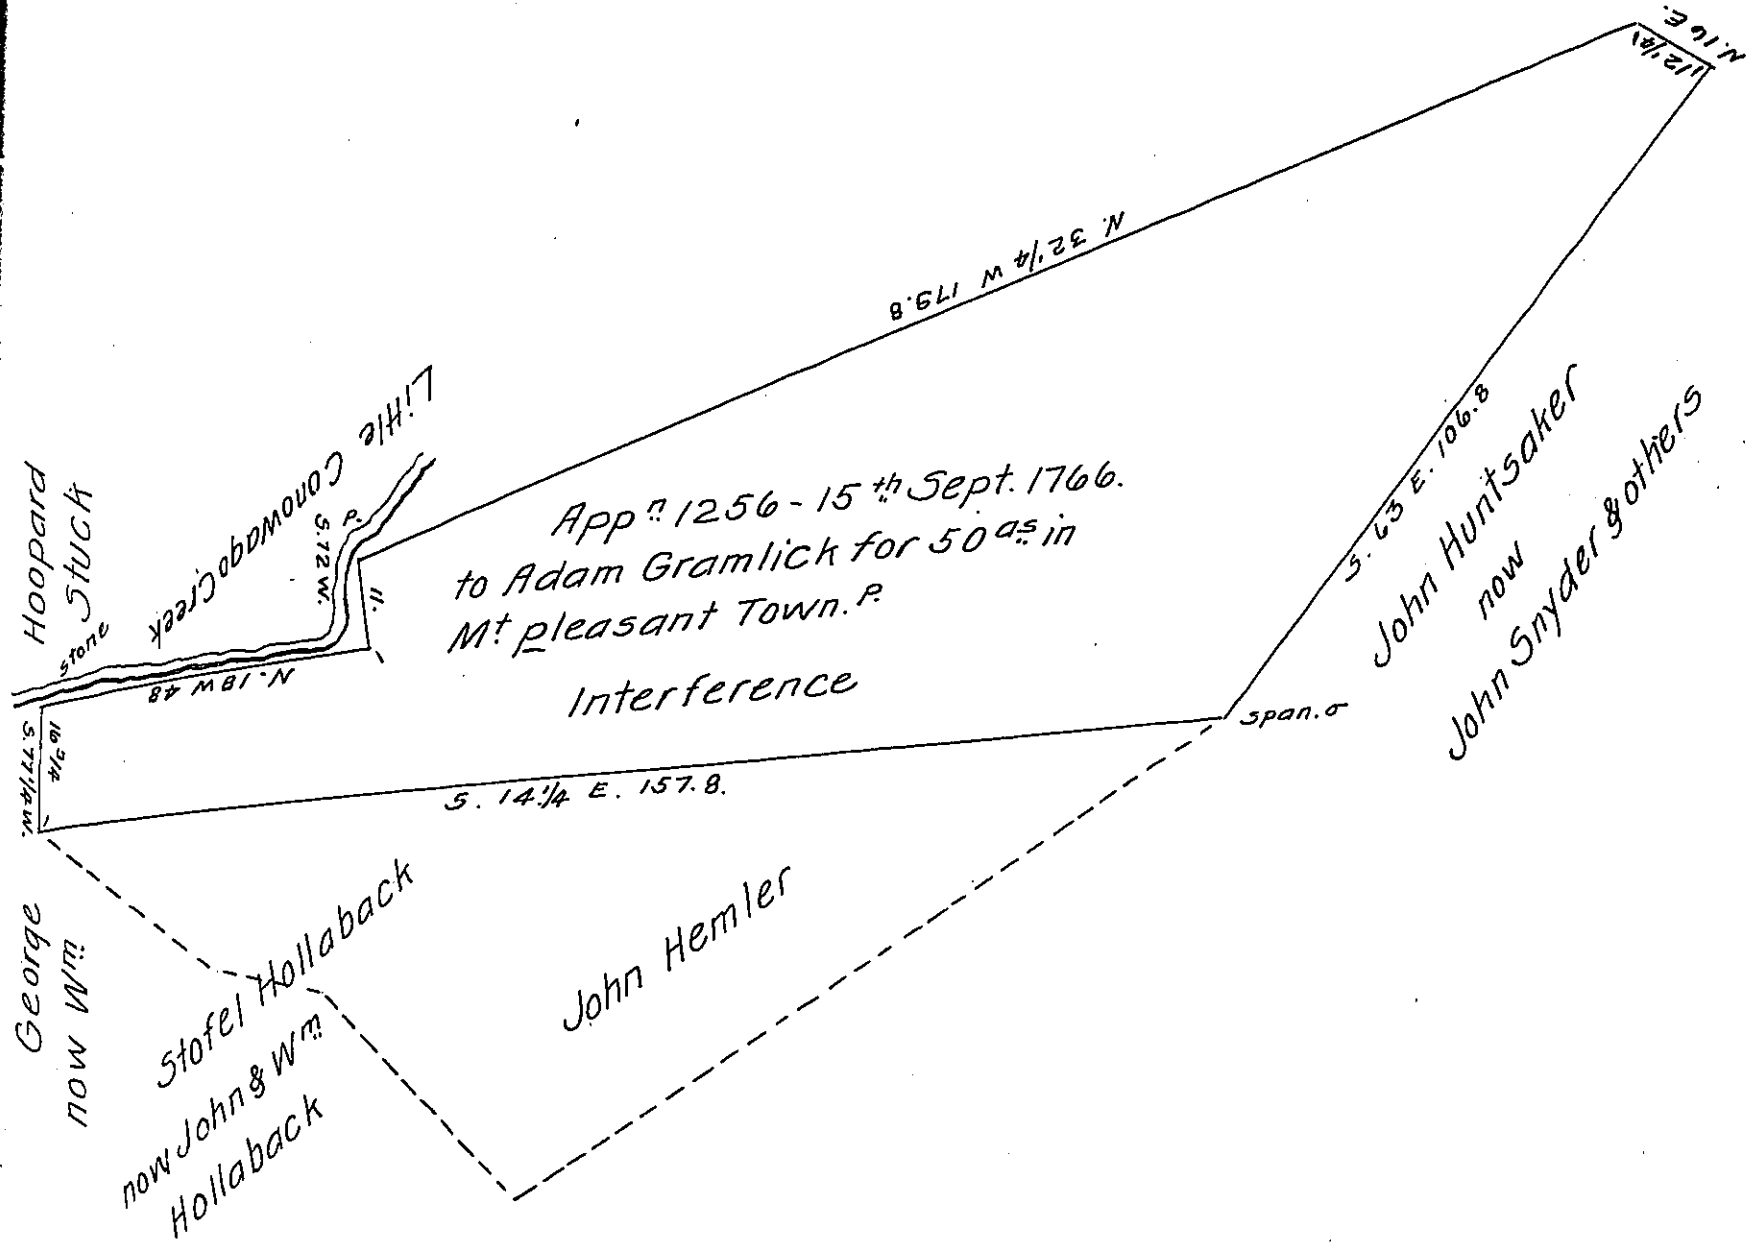 N. 16 E.
12 1/4
N. 32 1/4 W 179.8
Little Conowago Creek
P.
S. 72 W.
11.
Hoopard
Stuck
stone
N. 18 W 48
16 3/4
S. 77 1/4 W.
App n 1256 - 15 th Sept. 1766.
to Adam Gramlick for 50 as in
Mt pleasant Town. P.
Interference
S. 63 E. 106.8
John Huntsaker
now
John Snyder & others
span. o
S. 14 1/4 E. 157.8.
George
now Wm
Stofel Hollaback
now John & Wm
Hollaback
John Hemler